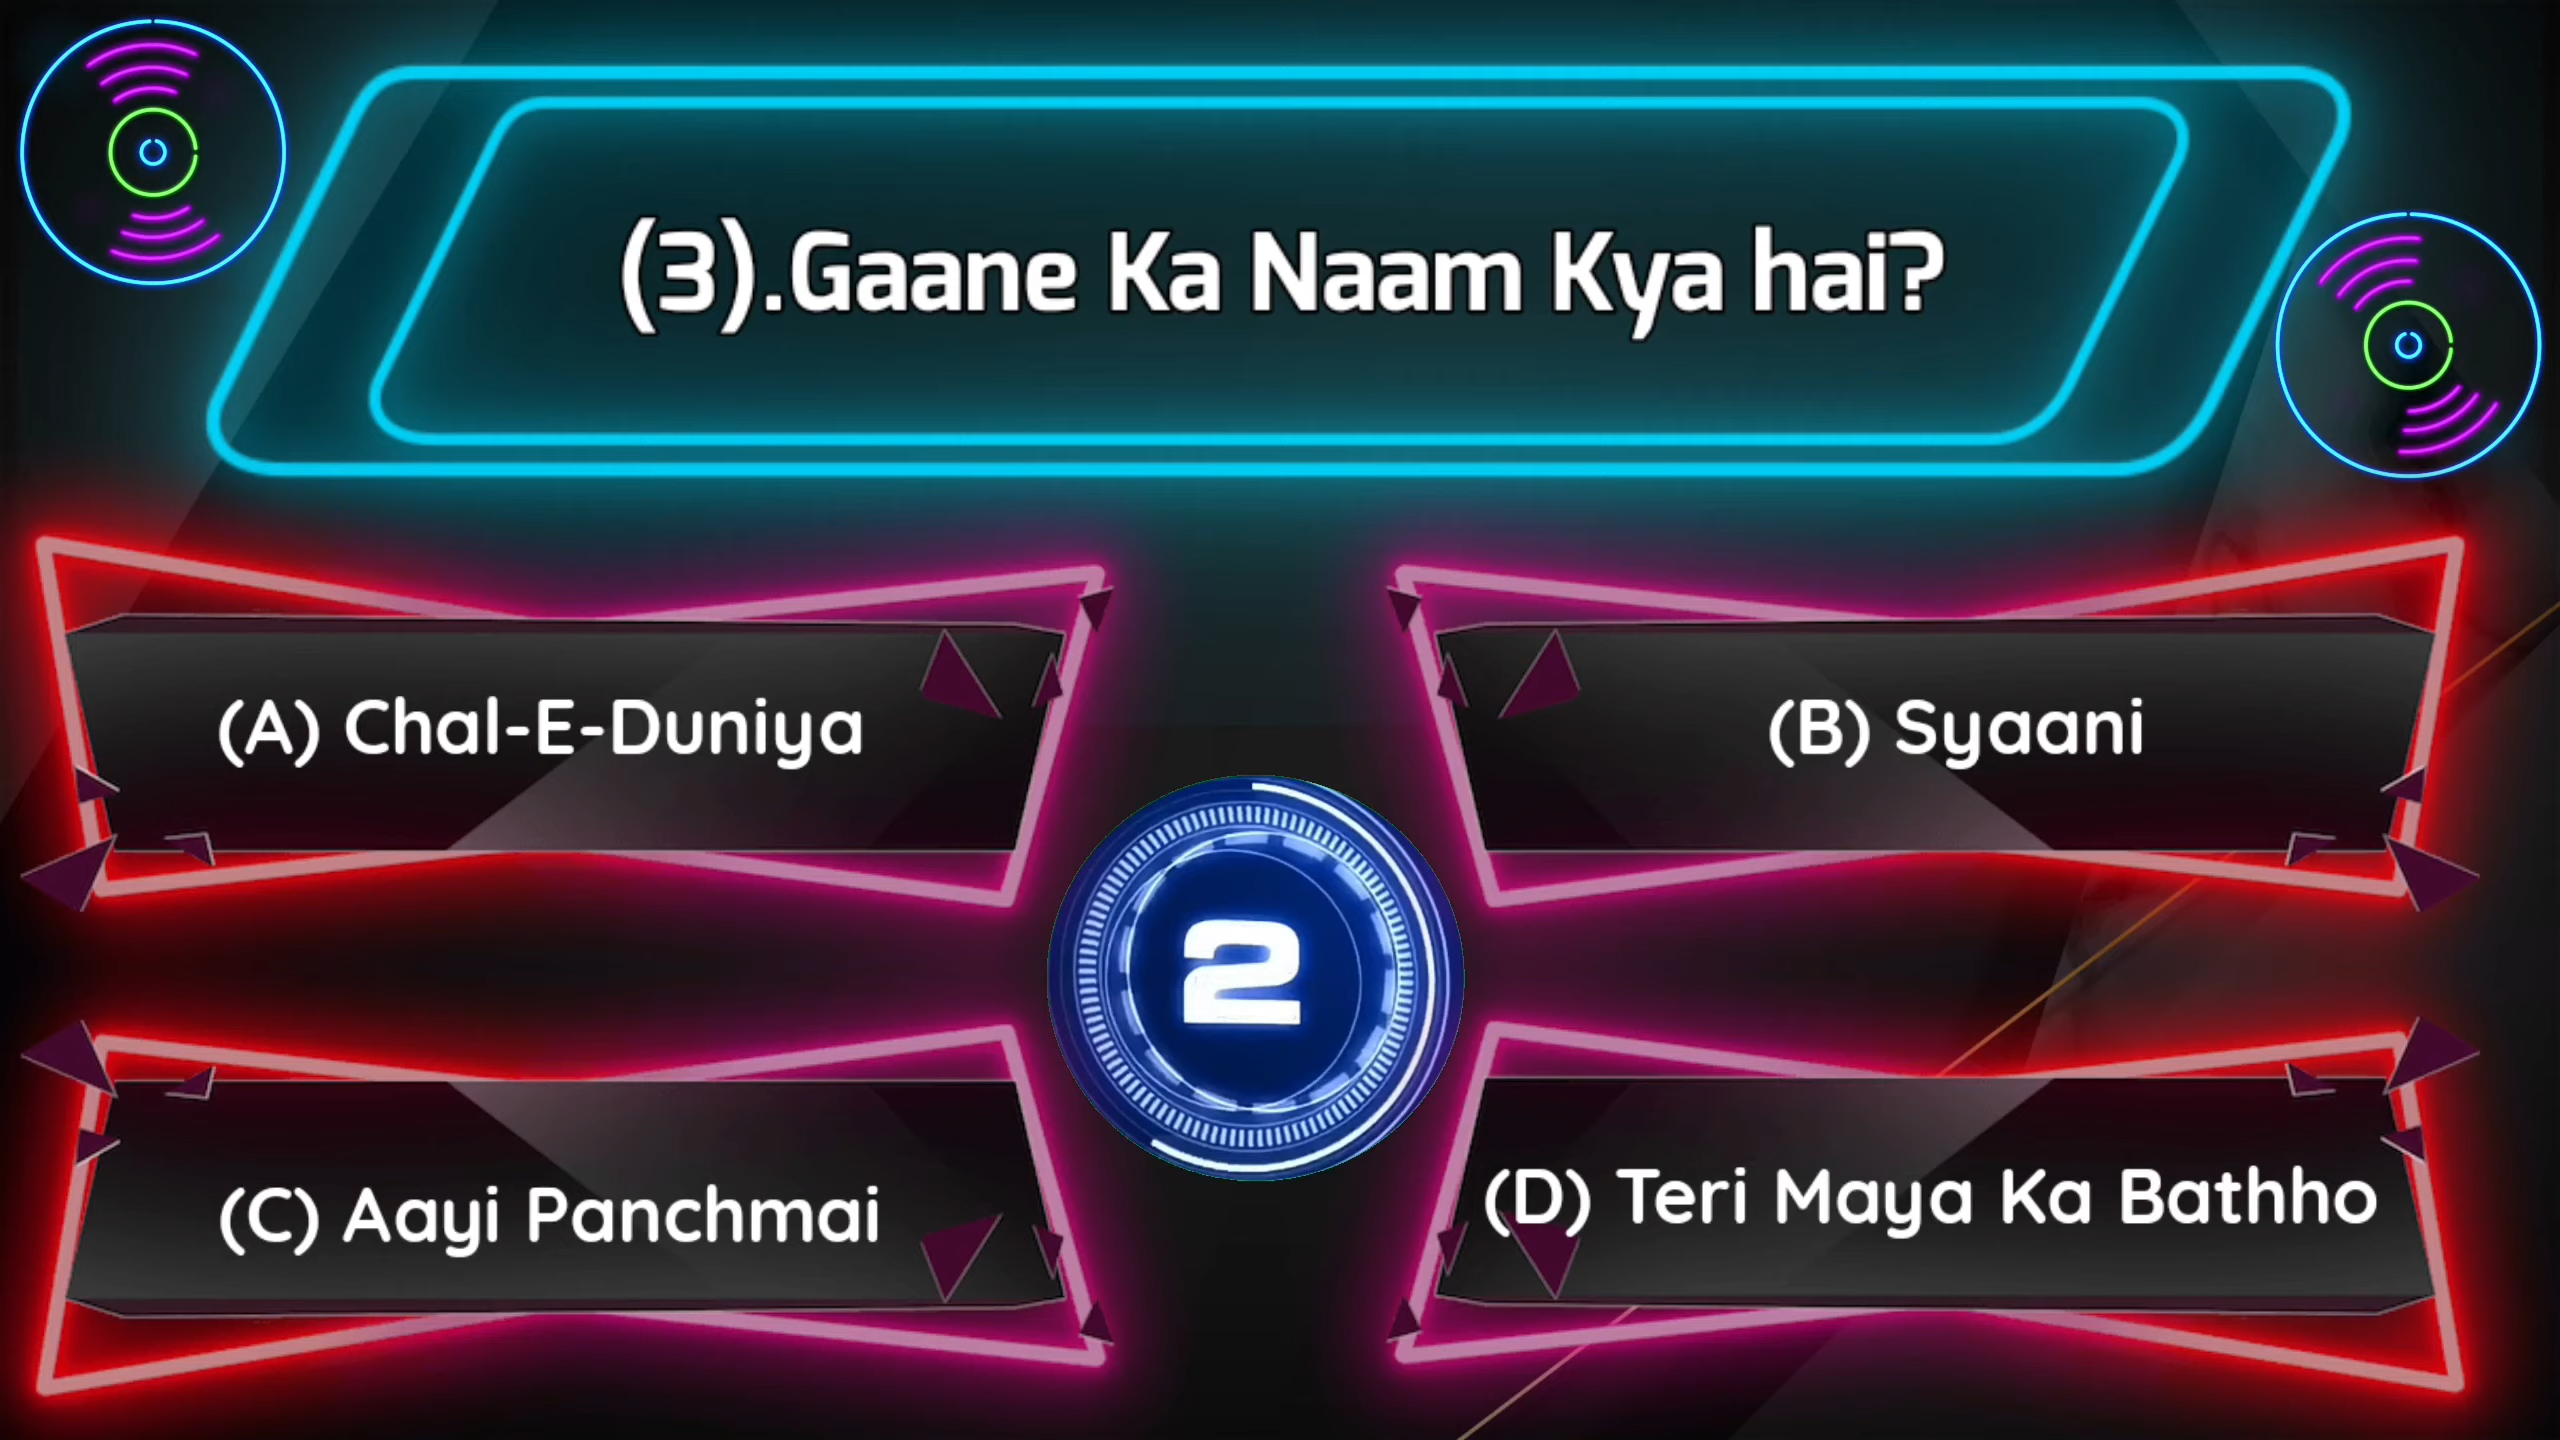 (3).Gaane Ka Naam Kya hai?
(A) Chal-E-Duniya
(B) Syaani
2
(C) Aayi Panchmai
(D) Teri Maya Ka Bathho